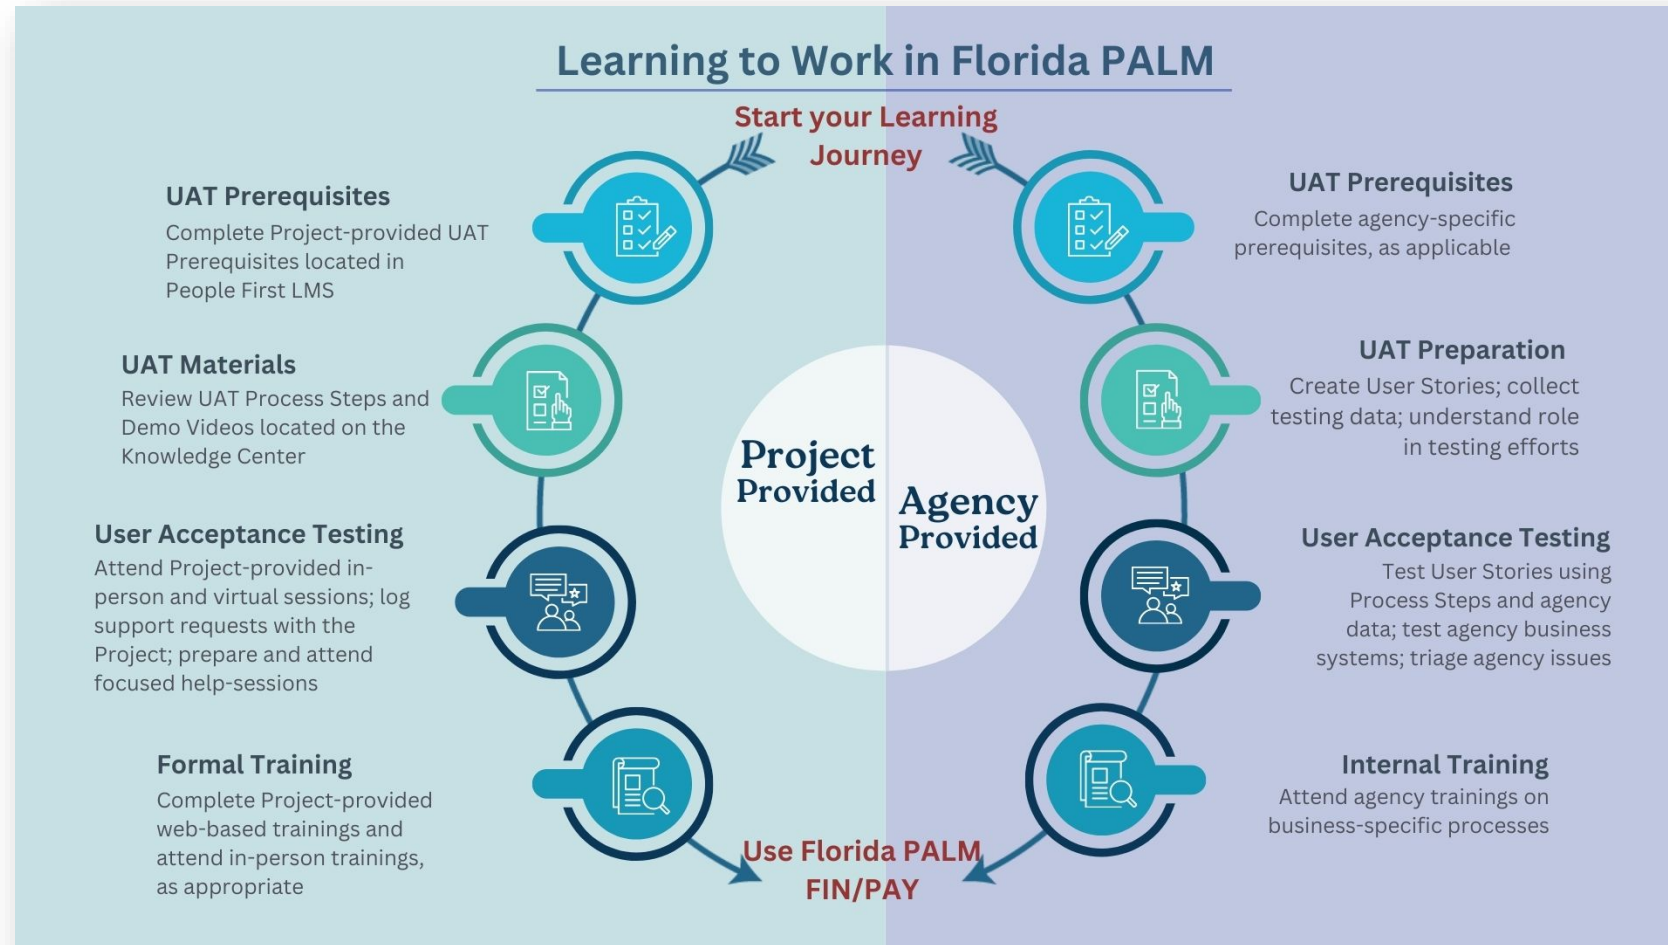 Learning to Work in Florida PALM
Start your Learning
Journey
UAT Prerequisites
Complete Project-provided UAT
Prerequisites located in
People First LMS
UAT Materials
Review UAT Process Steps and
Demo Videos located on the
Knowledge Center
User Acceptance Testing
Attend Project-provided in-
person and virtual sessions; log
support requests with the
Project; prepare and attend
focused help-sessions
Formal Training
Complete Project-provided
web-based trainings and
attend in-person trainings,
as appropriate
Project
Provided
Agency
Provided
UAT Prerequisites
Complete agency-specific
prerequisites, as applicable
UAT Preparation
Create User Stories; collect
testing data; understand role
in testing efforts
User Acceptance Testing
Test User Stories using
Process Steps and agency
data; test agency business
systems; triage agency issues
Internal Training
Attend agency trainings on
business-specific processes
Use Florida PALM
FIN/PAY